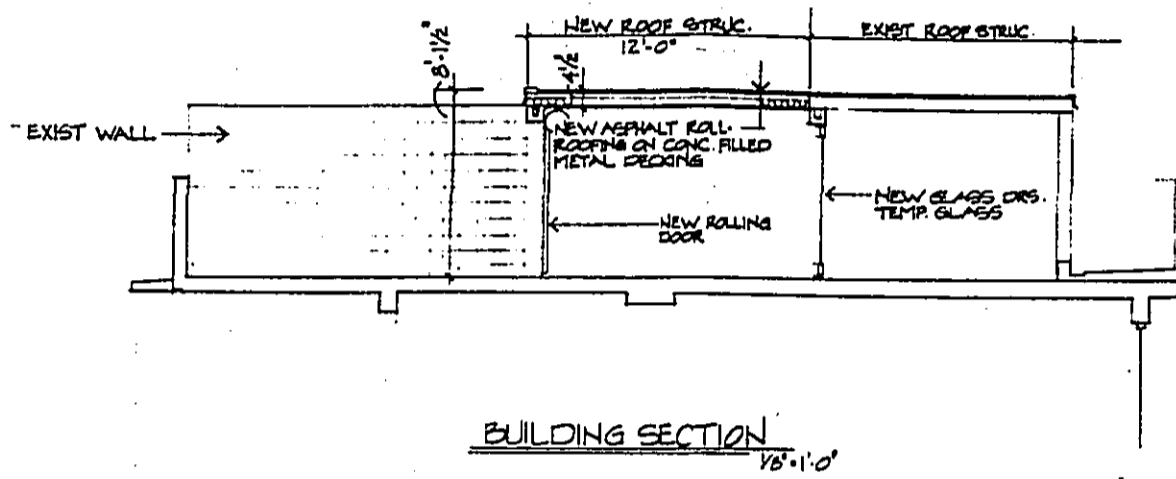 NEW ROOF STRUC.
12'-0"
EXIST ROOF STRUC.
8'-1½"
4½
EXIST WALL
NEW ASPHALT ROLL.
ROOFING ON CONC. FILLED
METAL DECKING
NEW ROLLING
DOOR
NEW GLASS DRS.
TEMP. GLASS
BUILDING SECTION
1/8"=1'-0"